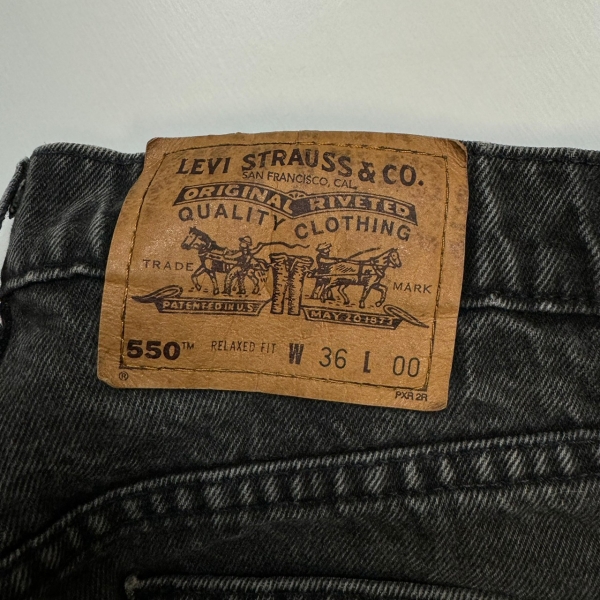 LEVI STRAUSS & CO.
SAN FRANCISCO, CAL.
ORIGINAL RIVETED
QUALITY CLOTHING
TRADE MARK
PATENTED IN U.S. MAY 20 1873
550™ RELAXED FIT W 36 L 00
® PXR 2R